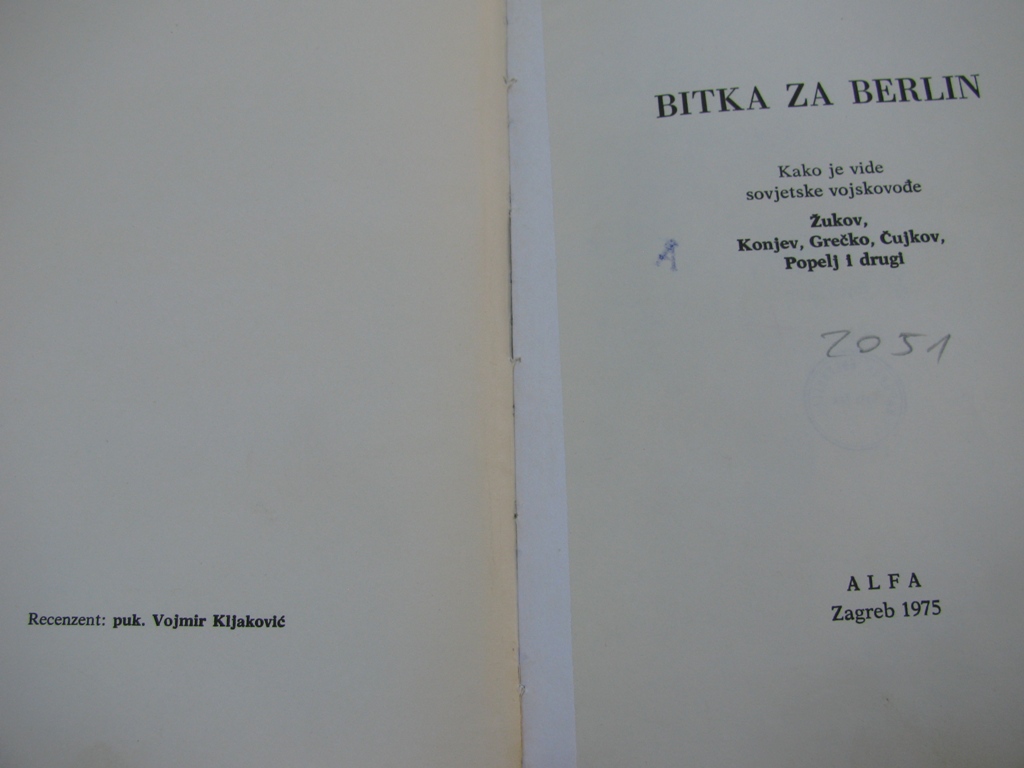 Recenzent: puk. Vojmir Kljaković
BITKA ZA BERLIN
Kako je vide
sovjetske vojskovođe
Žukov,
Konjev, Grečko, Čujkov,
Popelj i drugi
1
2051
ALFA
Zagreb 1975